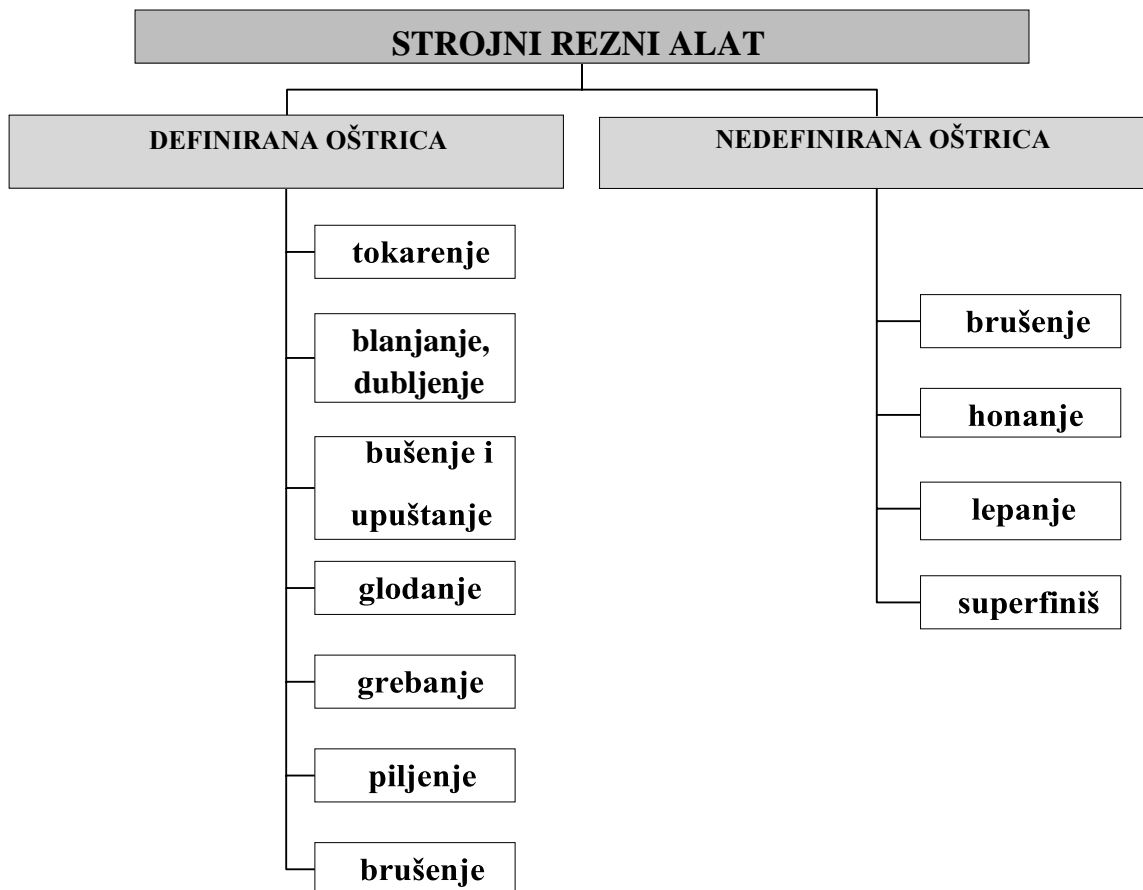 STROJNI REZNI ALAT
DEFINIRANA OŠTRICA
tokarenje
blanjanje,
dubljenje
bušenje i
upuštanje
glodanje
grebanje
piljenje
brušenje
NEDEFINIRANA OŠTRICA
brušenje
honanje
lepanje
superfiniš